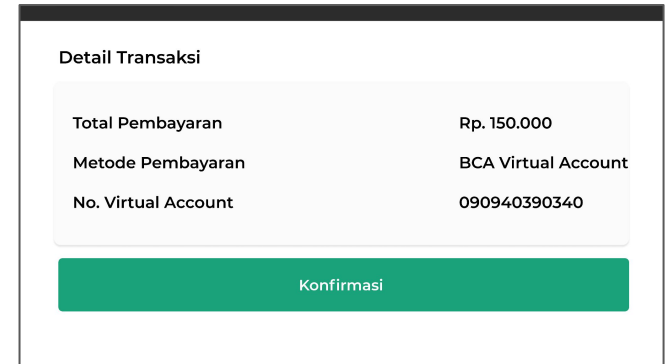 Detail Transaksi
Total Pembayaran Rp. 150.000
Metode Pembayaran BCA Virtual Account
No. Virtual Account 090940390340
Konfirmasi